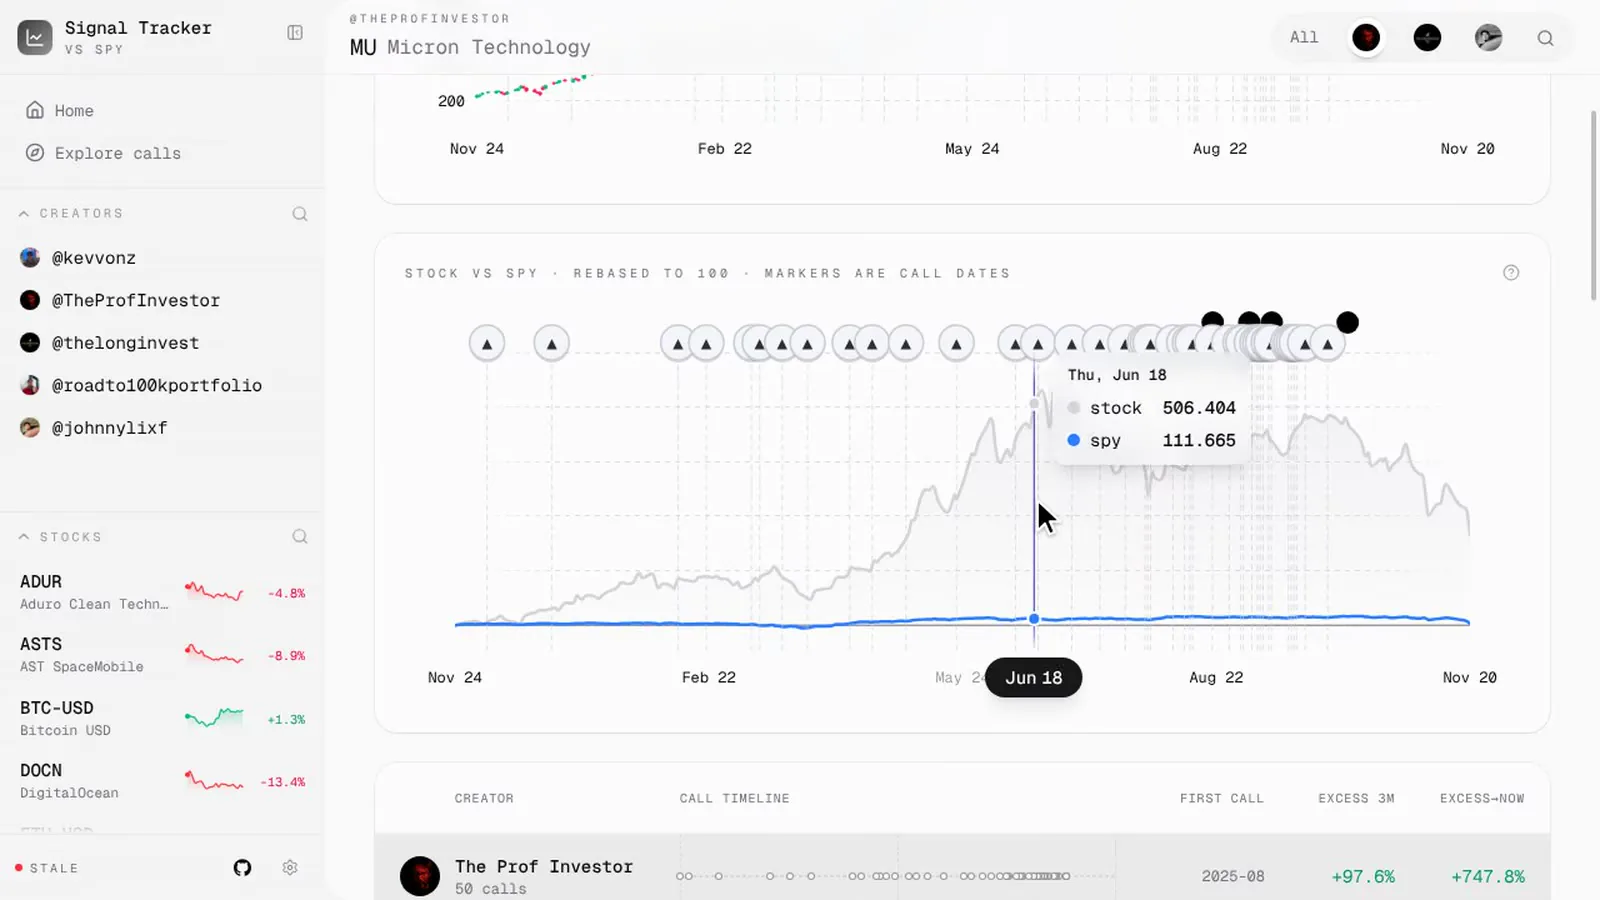 Signal Tracker
VS SPY
Home
Explore calls
CREATORS
@kevvonz
@TheProfInvestor
@thelonginvest
@roadto100kportfolio
@johnnylixf
STOCKS
ADUR
Aduro Clean Techn…
-4.8%
ASTS
AST SpaceMobile
-8.9%
BTC-USD
Bitcoin USD
+1.3%
DOCN
DigitalOcean
-13.4%
ETH-USD
STALE
@THEPROFINVESTOR
MU Micron Technology
All
200
Nov 24 Feb 22 May 24 Aug 22 Nov 20
STOCK VS SPY · REBASED TO 100 · MARKERS ARE CALL DATES
Thu, Jun 18
stock 506.404
spy 111.665
Nov 24 Feb 22 May 24 Jun 18 Aug 22 Nov 20
CREATOR CALL TIMELINE FIRST CALL EXCESS 3M EXCESS→NOW
The Prof Investor
50 calls
2025-08 +97.6% +747.8%